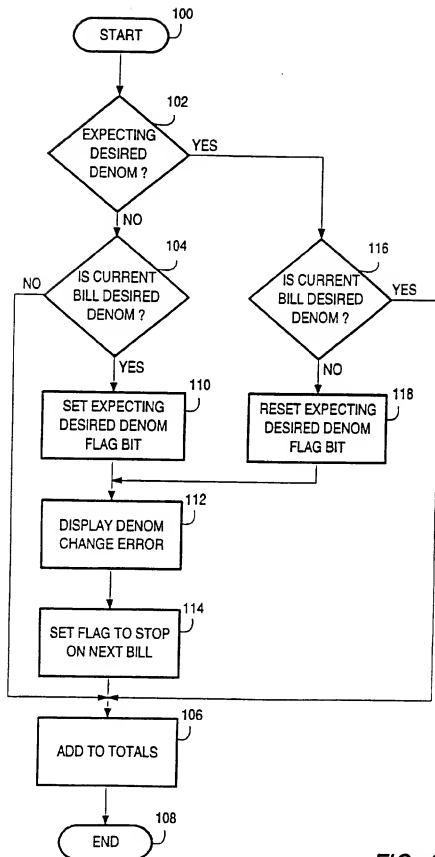 100
START
102
EXPECTING
DESIRED
DENOM ?
YES
NO
104
116
NO
IS CURRENT
BILL DESIRED
DENOM ?
IS CURRENT
BILL DESIRED
DENOM ?
YES
YES
NO
110
118
SET EXPECTING
DESIRED DENOM
FLAG BIT
RESET EXPECTING
DESIRED DENOM
FLAG BIT
112
DISPLAY DENOM
CHANGE ERROR
114
SET FLAG TO STOP
ON NEXT BILL
106
ADD TO TOTALS
108
END
FIG.